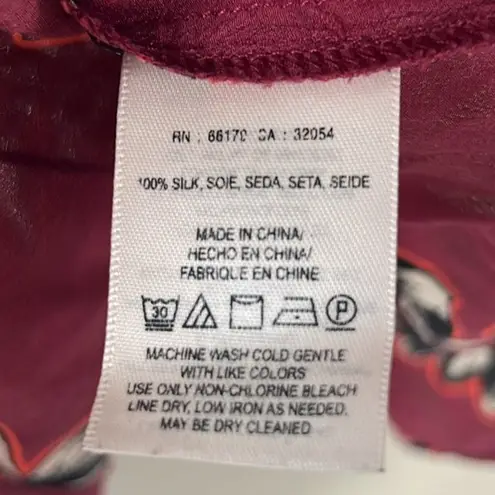 RN : 66170 CA : 32054
100% SILK, SOIE, SEDA, SETA, SEIDE
MADE IN CHINA/
HECHO EN CHINA/
FABRIQUE EN CHINE
30 P
MACHINE WASH COLD GENTLE
WITH LIKE COLORS
USE ONLY NON-CHLORINE BLEACH
LINE DRY, LOW IRON AS NEEDED.
MAY BE DRY CLEANED